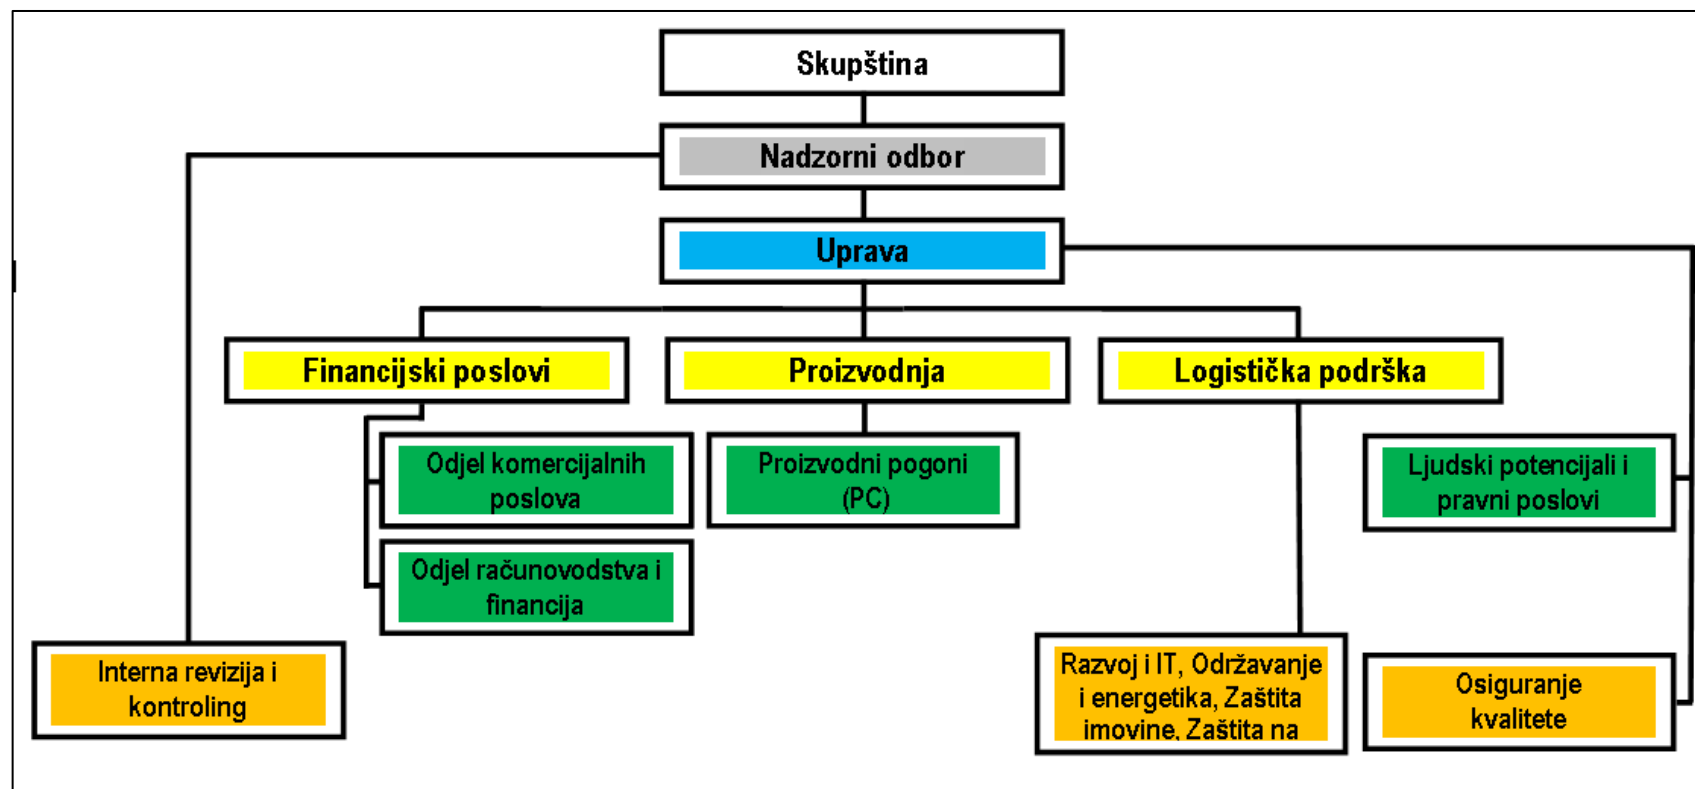 Skupština
Nadzorni odbor
Uprava
Financijski poslovi
Proizvodnja
Logistička podrška
Odjel komercijalnih
poslova
Proizvodni pogoni
(PC)
Ljudski potencijali i
pravni poslovi
Odjel računovodstva i
financija
Interna revizija i
kontroling
Razvoj i IT, Održavanje
i energetika, Zaštita
imovine, Zaštita na
Osiguranje
kvalitete